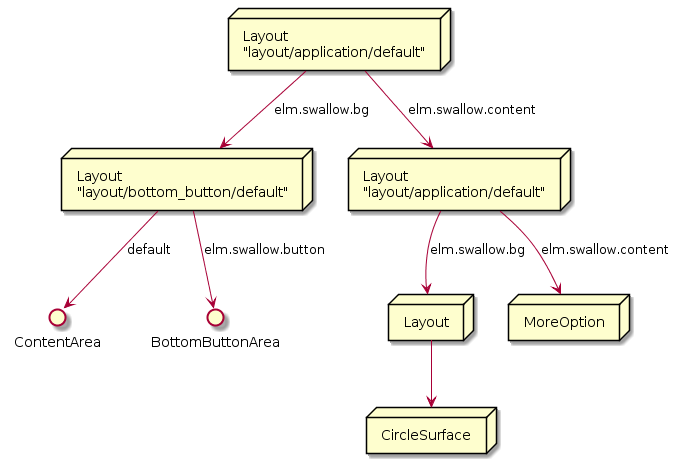 Layout
"layout/application/default"
elm.swallow.bg
elm.swallow.content
Layout
"layout/bottom_button/default"
Layout
"layout/application/default"
default
elm.swallow.button
elm.swallow.bg
elm.swallow.content
ContentArea
BottomButtonArea
Layout
MoreOption
CircleSurface